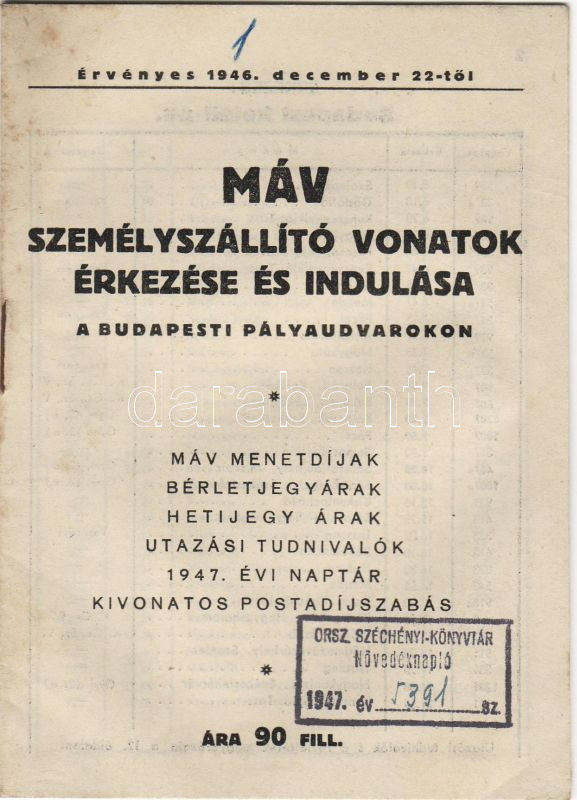 1
Érvényes 1946. december 22-től
MÁV
SZEMÉLYSZÁLLÍTÓ VONATOK
ÉRKEZÉSE ÉS INDULÁSA
A BUDAPESTI PÁLYAUDVAROKON
darabanth
MÁV MENETDÍJAK
BÉRLETJEGYÁRAK
HETIJEGY ÁRAK
UTAZÁSI TUDNIVALÓK
1947. ÉVI NAPTÁR
KIVONATOS POSTADÍJSZABÁS
ORSZ. SZÉCHÉNYI-KÖNYVTÁR
Növedéknapló
1947. év 5391 sz.
ÁRA 90 FILL.